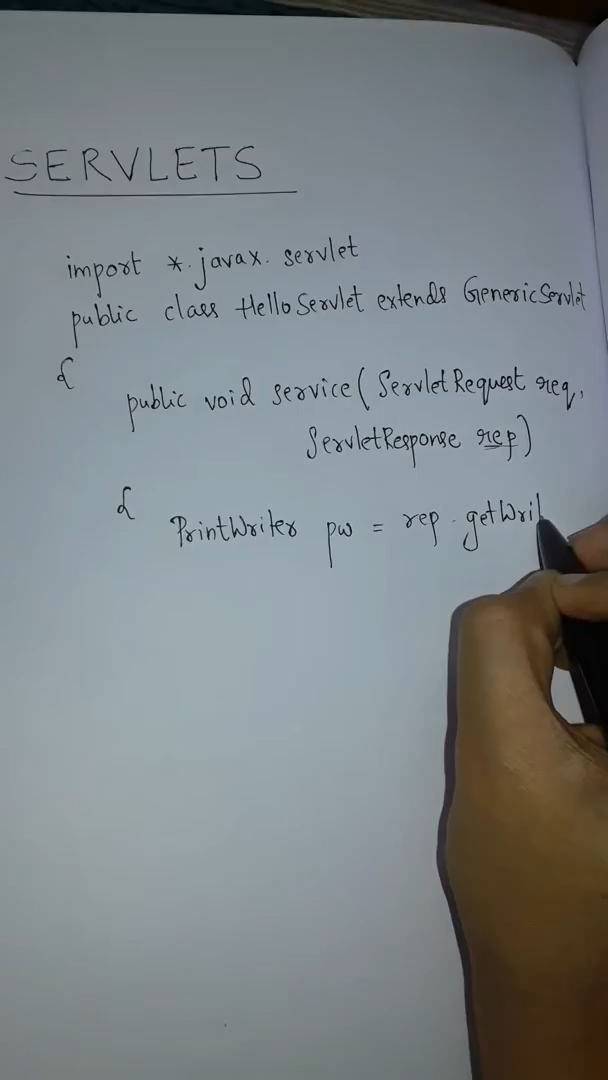 SERVLETS
import *.javax.servlet
public class HelloServlet extends GenericServlet
{
public void service(ServletRequest req,
ServletResponse rep)
{
PrintWriter pw = rep.getWri